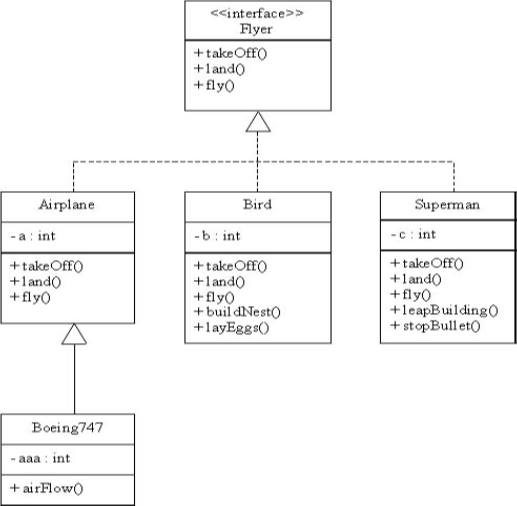 <<interface>>
Flyer
+takeOff()
+land()
+fly()
Airplane
-a : int
+takeOff()
+land()
+fly()
Bird
-b : int
+takeOff()
+land()
+fly()
+buildNest()
+layEggs()
Superman
-c : int
+takeOff()
+land()
+fly()
+leapBuilding()
+stopBullet()
Boeing747
-aaa : int
+airFlow()